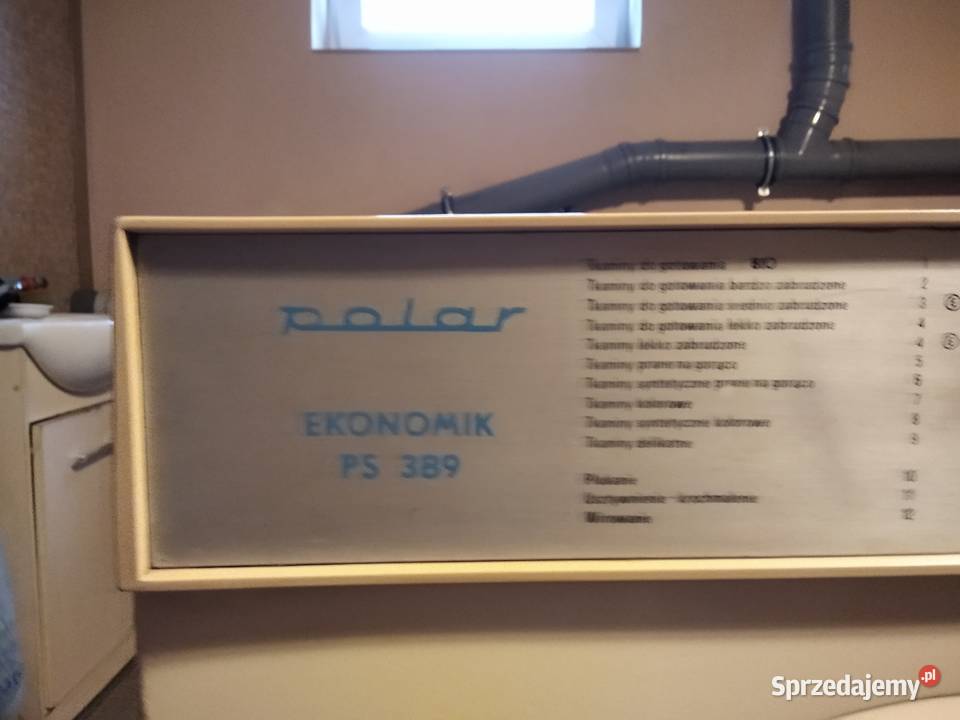 polar
EKONOMIK
PS 389
Tkaniny do gotowania BIO 1
Tkaniny do gotowania bardzo zabrudzone 2
Tkaniny do gotowania średnio zabrudzone 3 E
Tkaniny do gotowania lekko zabrudzone 4
Tkaniny lekko zabrudzone 4 E
Tkaniny prane na gorąco 5
Tkaniny syntetyczne prane na gorąco 6
Tkaniny kolorowe 7
Tkaniny syntetyczne kolorowe 8
Tkaniny delikatne 9
Płukanie 10
Usztywnienie - krochmalenie 11
Wirowanie 12
Sprzedajemy.pl